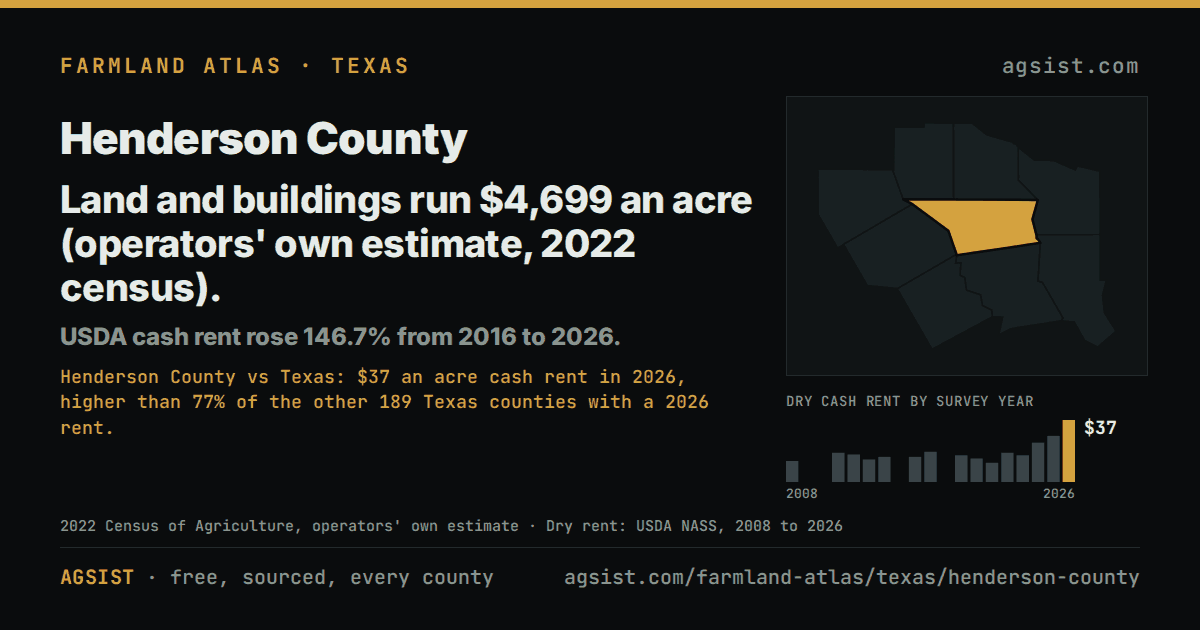 FARMLAND ATLAS · TEXAS
agsist.com
Henderson County
Land and buildings run $4,699 an acre
(operators' own estimate, 2022
census).
USDA cash rent rose 146.7% from 2016 to 2026.
Henderson County vs Texas: $37 an acre cash rent in 2026,
higher than 77% of the other 189 Texas counties with a 2026
rent.
DRY CASH RENT BY SURVEY YEAR
$37
2008
2026
2022 Census of Agriculture, operators' own estimate · Dry rent: USDA NASS, 2008 to 2026
AGSIST · free, sourced, every county
agsist.com/farmland-atlas/texas/henderson-county